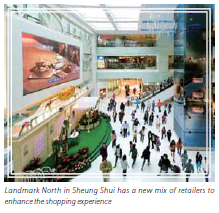 Landmark North in Sheung Shui has a new mix of retailers to
enhance the shopping experience